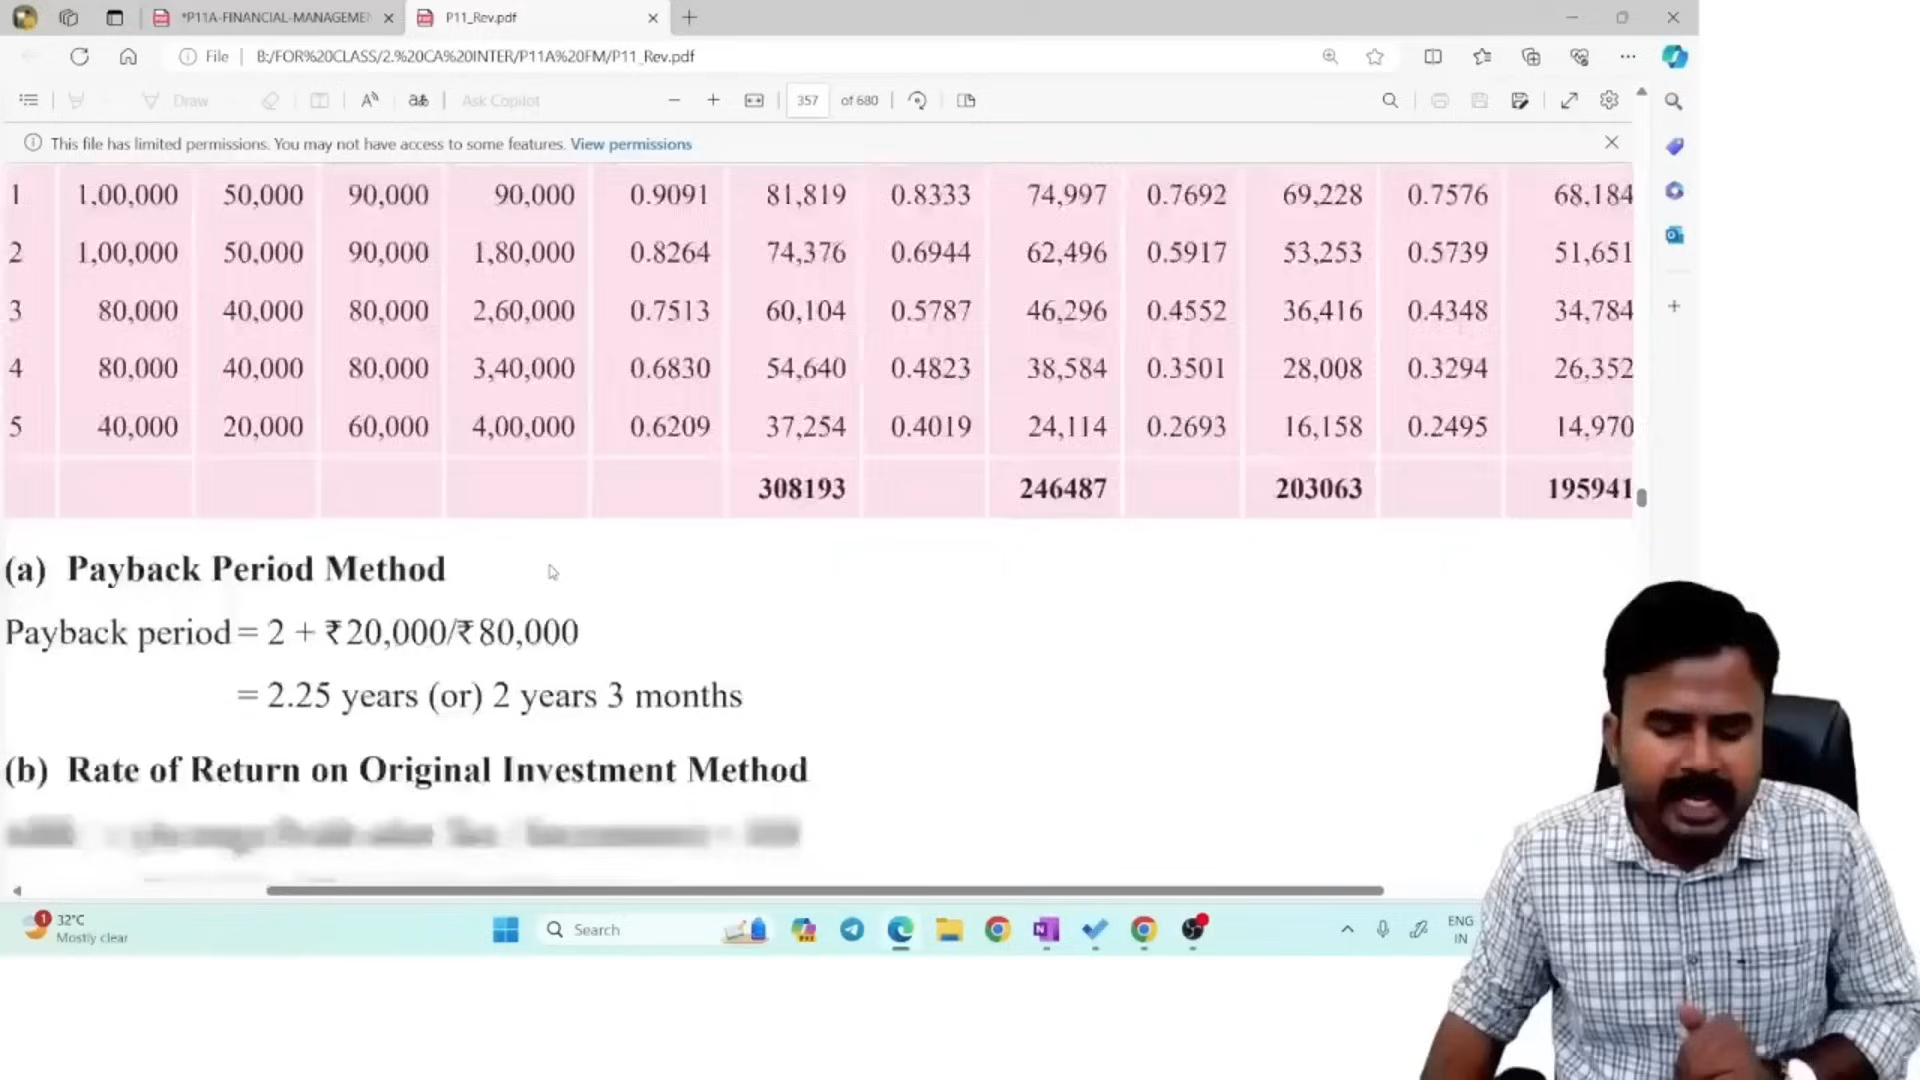 *P11A-FINANCIAL-MANAGEMEN
P11_Rev.pdf
File
B:/FOR%20CLASS/2.%20CA%20INTER/P11A%20FM/P11_Rev.pdf
Draw
Ask Copilot
357 of 680
This file has limited permissions. You may not have access to some features. View permissions
1 1,00,000 50,000 90,000 90,000 0.9091 81,819 0.8333 74,997 0.7692 69,228 0.7576 68,184
2 1,00,000 50,000 90,000 1,80,000 0.8264 74,376 0.6944 62,496 0.5917 53,253 0.5739 51,651
3 80,000 40,000 80,000 2,60,000 0.7513 60,104 0.5787 46,296 0.4552 36,416 0.4348 34,784
4 80,000 40,000 80,000 3,40,000 0.6830 54,640 0.4823 38,584 0.3501 28,008 0.3294 26,352
5 40,000 20,000 60,000 4,00,000 0.6209 37,254 0.4019 24,114 0.2693 16,158 0.2495 14,970
308193 246487 203063 195941
(a) Payback Period Method
Payback period = 2 + ₹20,000/₹80,000
= 2.25 years (or) 2 years 3 months
(b) Rate of Return on Original Investment Method
1
32°C
Mostly clear
Search
ENG
IN